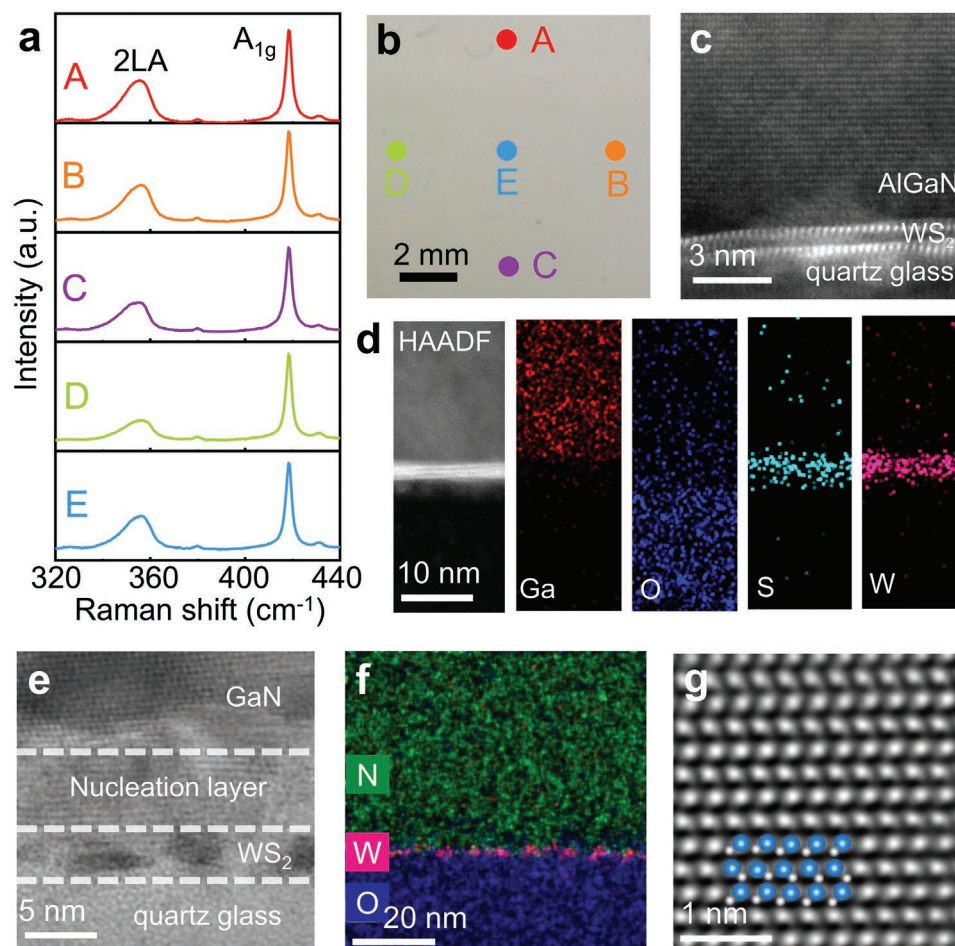 a
2LA
A1g
A
B
C
D
E
Intensity (a.u.)
320 360 400 440
Raman shift (cm-1)
b
A
D
E
B
C
2 mm
c
AlGaN
WS2
3 nm
quartz glass
d
HAADF
10 nm
Ga
O
S
W
e
GaN
Nucleation layer
WS2
5 nm
quartz glass
f
N
W
O
20 nm
g
1 nm